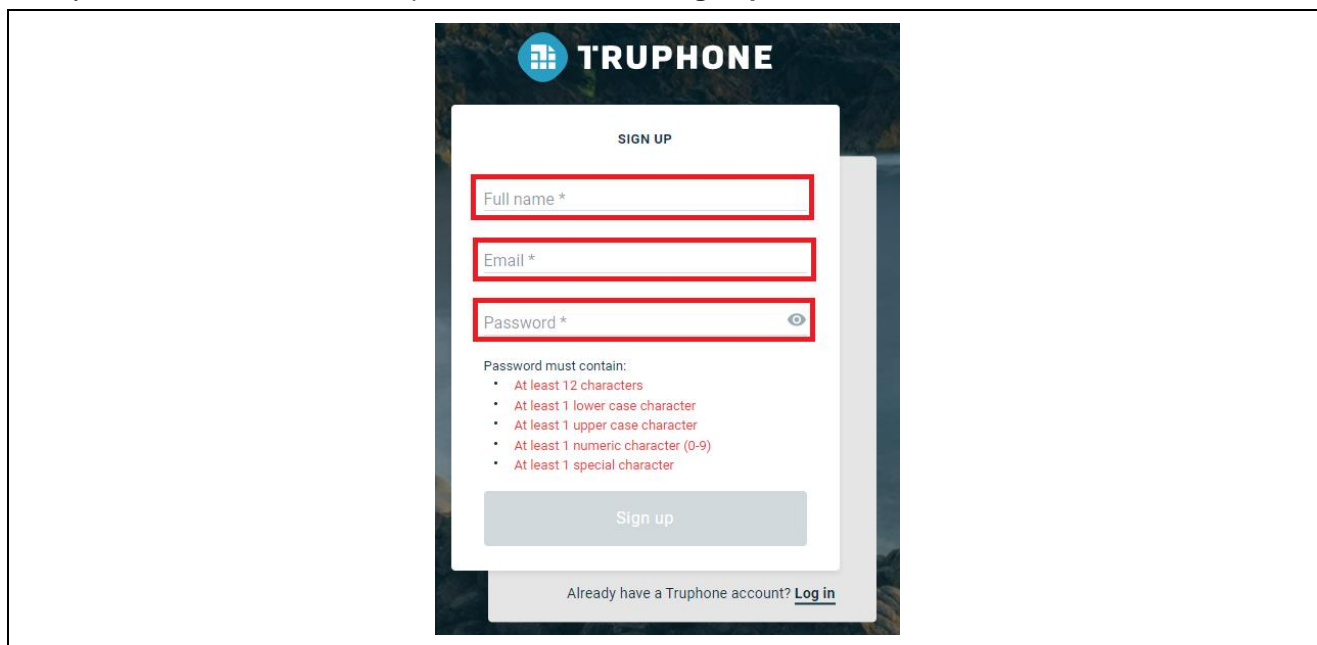 TRUPHONE
SIGN UP
Full name *
Email *
Password *
Password must contain:
• At least 12 characters
• At least 1 lower case character
• At least 1 upper case character
• At least 1 numeric character (0-9)
• At least 1 special character
Sign up
Already have a Truphone account? Log in